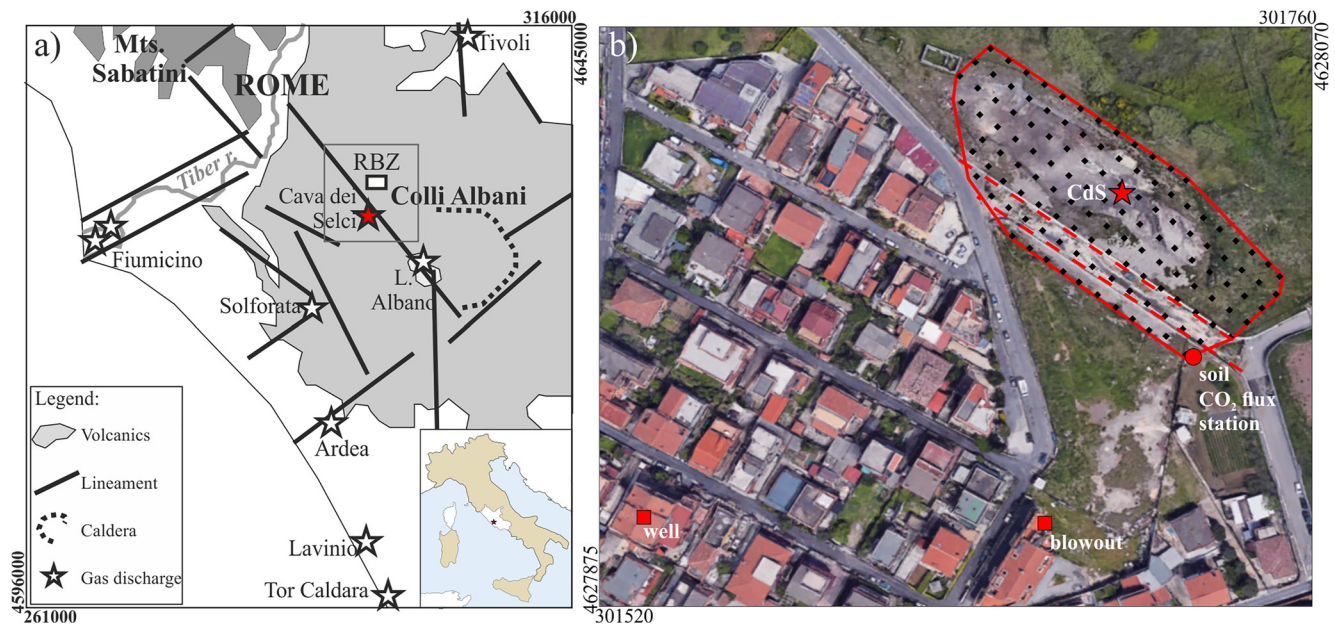 316000
a)
Mts.
Sabatini
ROME
Tivoli
4645000
Tiber r.
RBZ
Cava dei
Selci
Colli Albani
Fiumicino
L.
Albano
Solforata
Ardea
Legend:
Volcanics
Lineament
Caldera
Gas discharge
Lavinio
Tor Caldara
4596000
261000
301760
b)
4628070
CdS
soil
CO₂ flux
station
well
blowout
4627875
301520